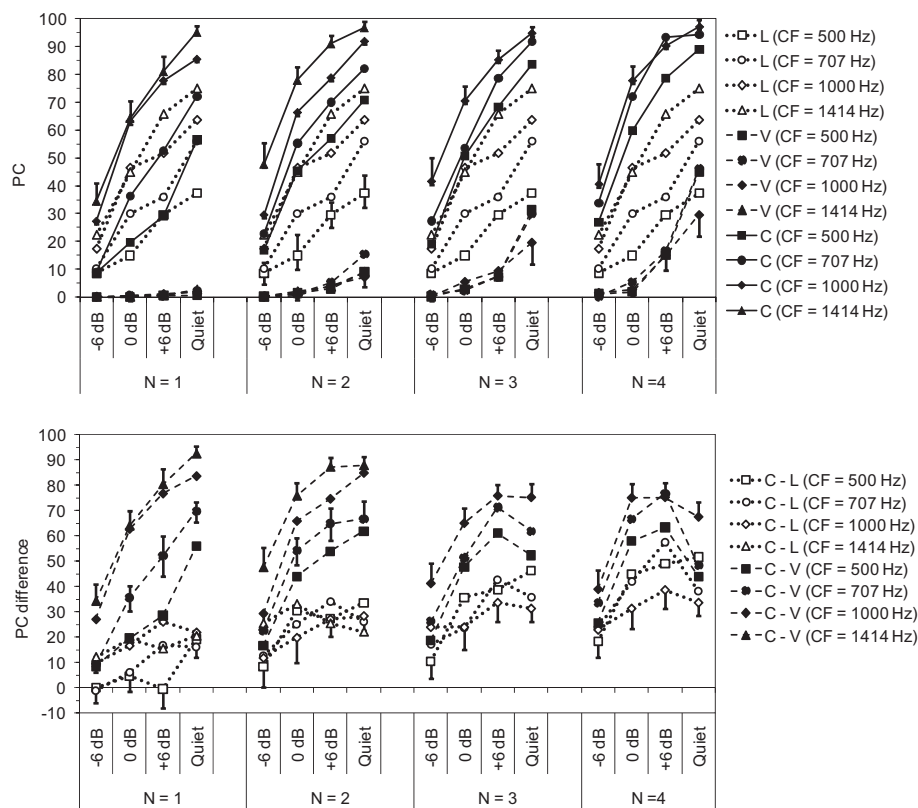 100
90
80
70
60
50
40
30
20
10
0
PC
-6 dB 0 dB +6 dB Quiet -6 dB 0 dB +6 dB Quiet -6 dB 0 dB +6 dB Quiet -6 dB 0 dB +6 dB Quiet
N = 1 N = 2 N = 3 N =4
L (CF = 500 Hz)
L (CF = 707 Hz)
L (CF = 1000 Hz)
L (CF = 1414 Hz)
V (CF = 500 Hz)
V (CF = 707 Hz)
V (CF = 1000 Hz)
V (CF = 1414 Hz)
C (CF = 500 Hz)
C (CF = 707 Hz)
C (CF = 1000 Hz)
C (CF = 1414 Hz)
100
90
80
70
60
50
40
30
20
10
0
-10
PC difference
-6 dB 0 dB +6 dB Quiet -6 dB 0 dB +6 dB Quiet -6 dB 0 dB +6 dB Quiet -6 dB 0 dB +6 dB Quiet
N = 1 N = 2 N = 3 N =4
C - L (CF = 500 Hz)
C - L (CF = 707 Hz)
C - L (CF = 1000 Hz)
C - L (CF = 1414 Hz)
C - V (CF = 500 Hz)
C - V (CF = 707 Hz)
C - V (CF = 1000 Hz)
C - V (CF = 1414 Hz)